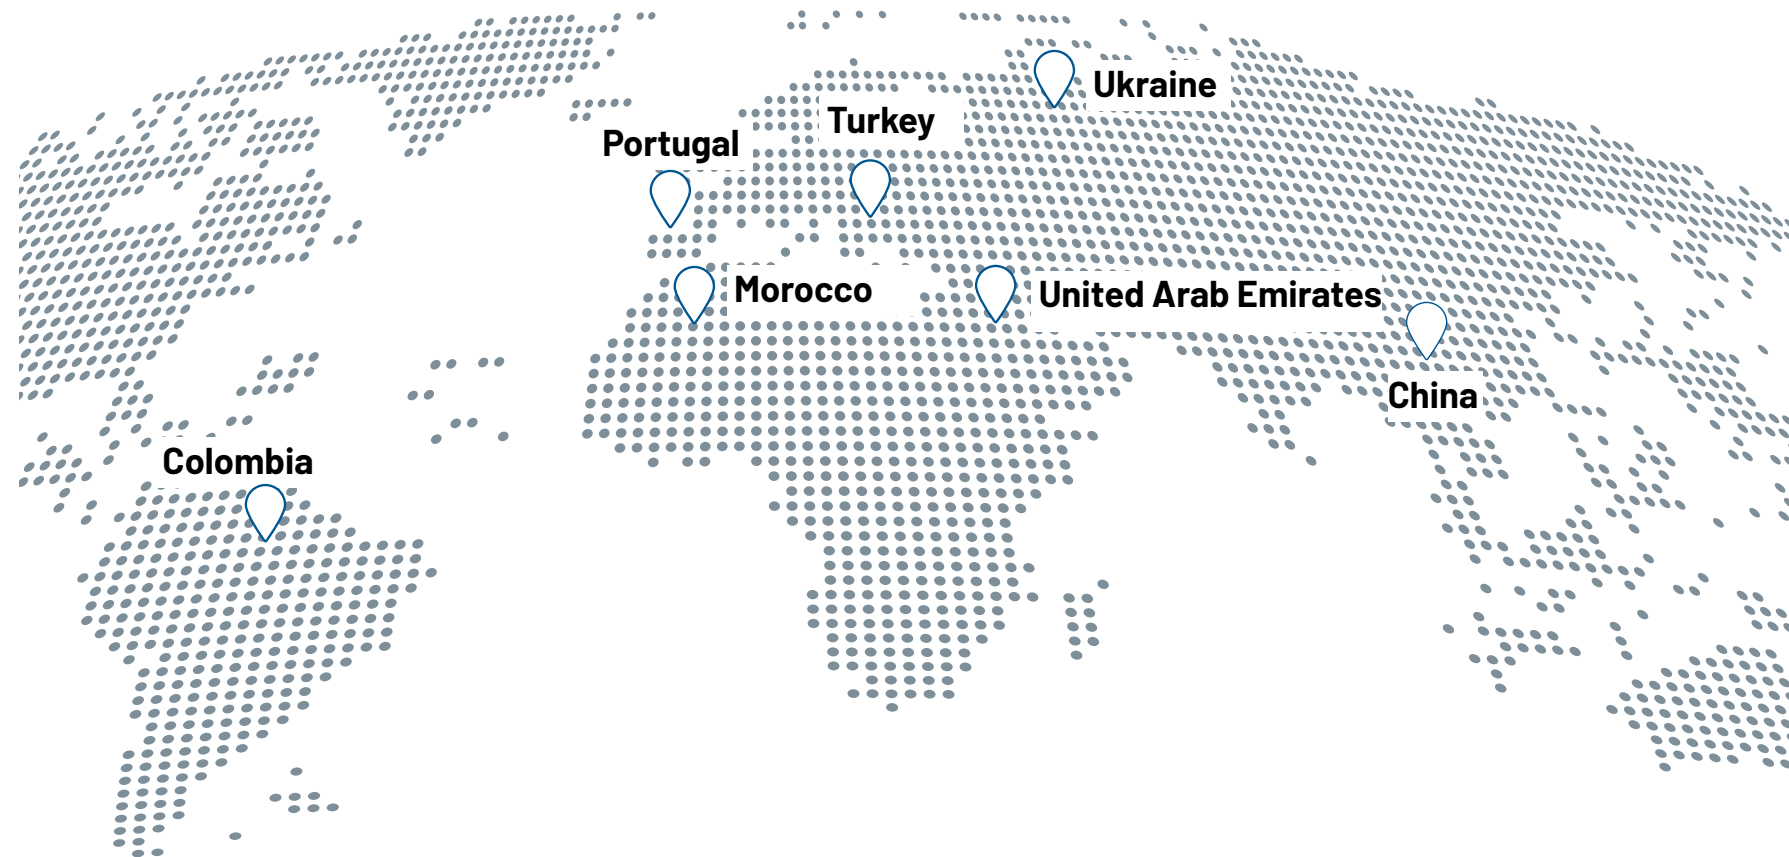 Ukraine
Turkey
Portugal
Morocco
United Arab Emirates
China
Colombia